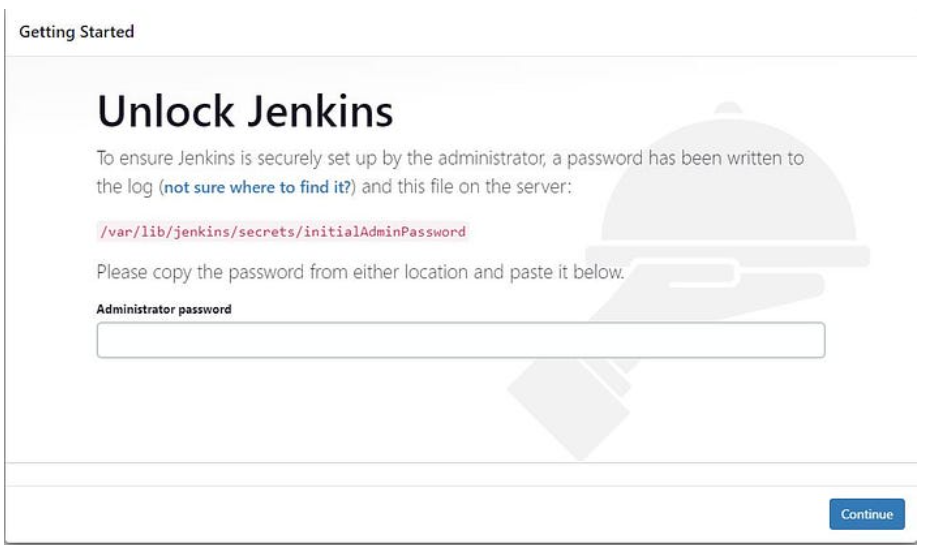 Getting Started
Unlock Jenkins
To ensure Jenkins is securely set up by the administrator, a password has been written to
the log (not sure where to find it?) and this file on the server:
/var/lib/jenkins/secrets/initialAdminPassword
Please copy the password from either location and paste it below.
Administrator password
Continue